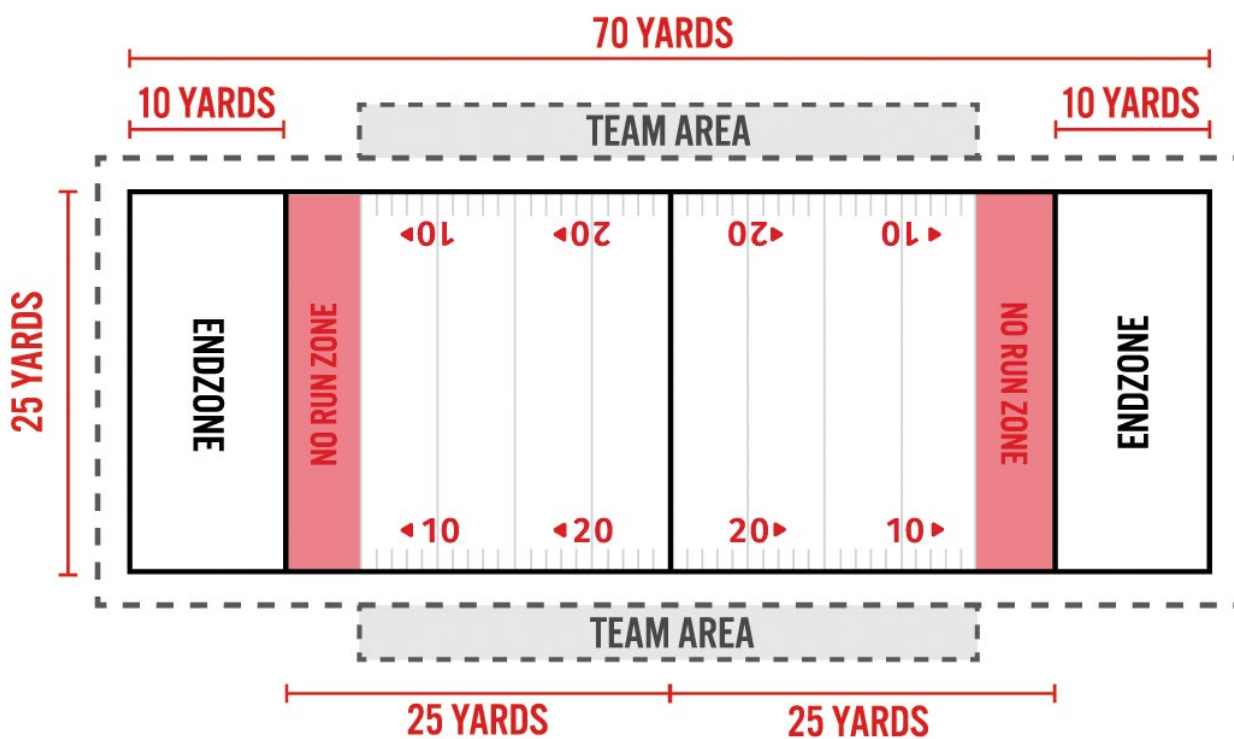 70 YARDS
10 YARDS
10 YARDS
TEAM AREA
10
20
20
10
25 YARDS
ENDZONE
NO RUN ZONE
NO RUN ZONE
ENDZONE
10
20
20
10
TEAM AREA
25 YARDS
25 YARDS